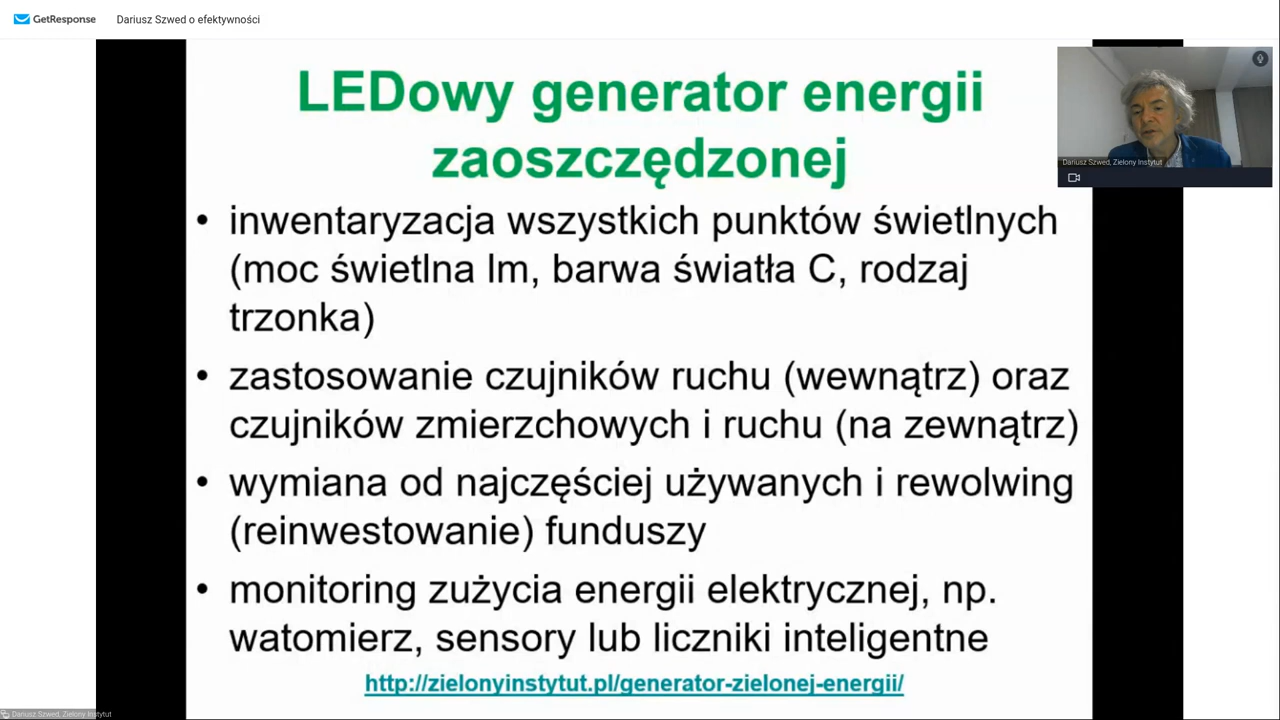 GetResponse
Dariusz Szwed o efektywności
LEDowy generator energii
zaoszczędzonej
• inwentaryzacja wszystkich punktów świetlnych
(moc świetlna lm, barwa światła C, rodzaj
trzonka)
• zastosowanie czujników ruchu (wewnątrz) oraz
czujników zmierzchowych i ruchu (na zewnątrz)
• wymiana od najczęściej używanych i rewolwing
(reinwestowanie) funduszy
• monitoring zużycia energii elektrycznej, np.
watomierz, sensory lub liczniki inteligentne
http://zielonyinstytut.pl/generator-zielonej-energii/
Dariusz Szwed, Zielony Instytut
Dariusz Szwed, Zielony Instytut